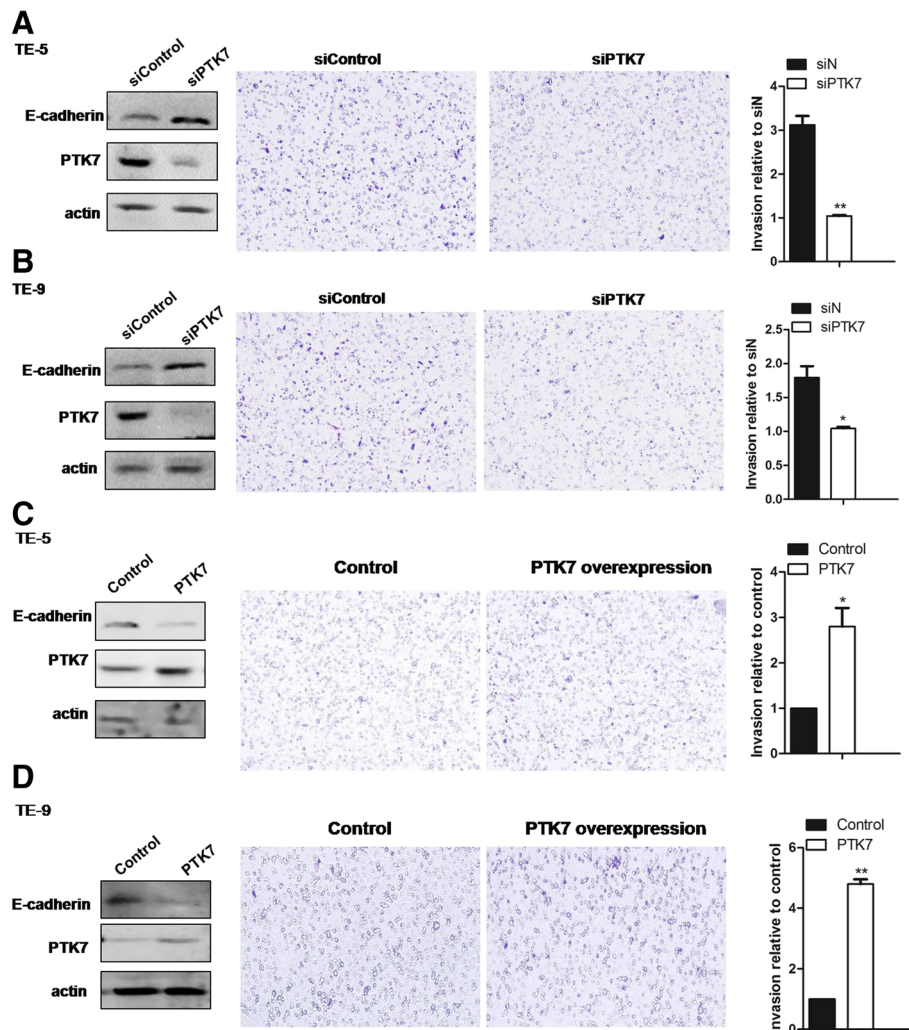 A
TE-5
siControl siPTK7
E-cadherin
PTK7
actin
siControl siPTK7
siN
siPTK7
Invasion relative to siN
4
3
2
1
0
**
B
TE-9
siControl siPTK7
E-cadherin
PTK7
actin
siControl siPTK7
siN
siPTK7
Invasion relative to siN
2.5
2.0
1.5
1.0
0.5
0.0
*
C
TE-5
Control PTK7
E-cadherin
PTK7
actin
Control PTK7 overexpression
Control
PTK7
Invasion relative to control
4
3
2
1
0
*
D
TE-9
Control PTK7
E-cadherin
PTK7
actin
Control PTK7 overexpression
Control
PTK7
Invasion relative to control
6
4
2
0
**